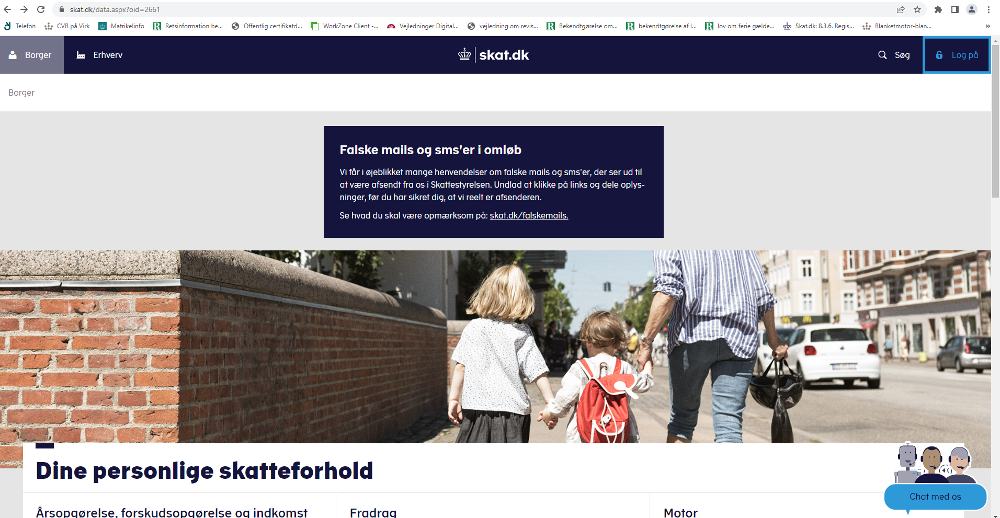 skat.dk/data.aspx?oid=2661
Telefon CVR på Virk Matrikelinfo Retsinformation be... Offentlig certifikatd... WorkZone Client -... Vejledninger Digital... vejledning om revis... Bekendtgørelse om... bekendtgørelse af l... lov om ferie gælde... Skat.dk: 8.3.6. Regis... Blanketmotor-blan... »
Borger Erhverv skat.dk Søg Log på
Borger
Falske mails og sms'er i omløb
Vi får i øjeblikket mange henvendelser om falske mails og sms'er, der ser ud til
at være afsendt fra os i Skattestyrelsen. Undlad at klikke på links og dele oplys-
ninger, før du har sikret dig, at vi reelt er afsenderen.
Se hvad du skal være opmærksom på: skat.dk/falskemails.
Dine personlige skatteforhold
Chat med os
Årsopgørelse, forskudsopgørelse og indkomst Fradrag Motor